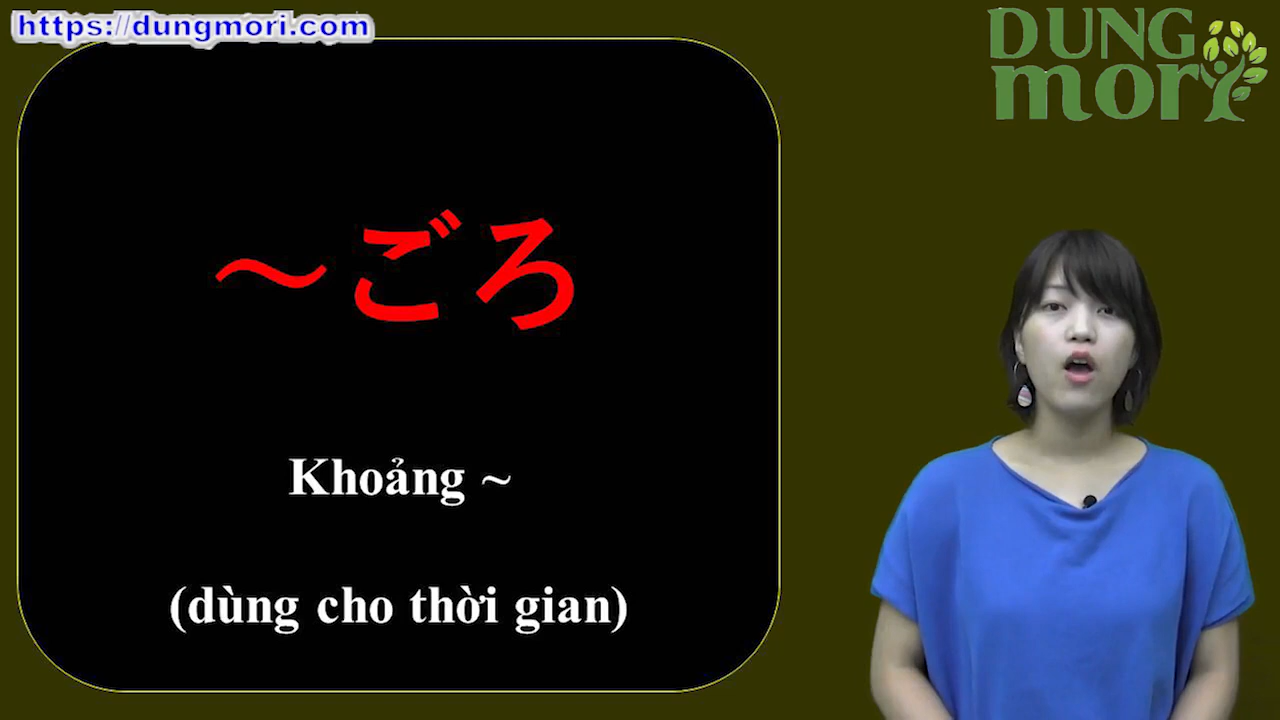 https://dungmori.com
DUNG
mori
～ごろ
Khoảng ~
(dùng cho thời gian)